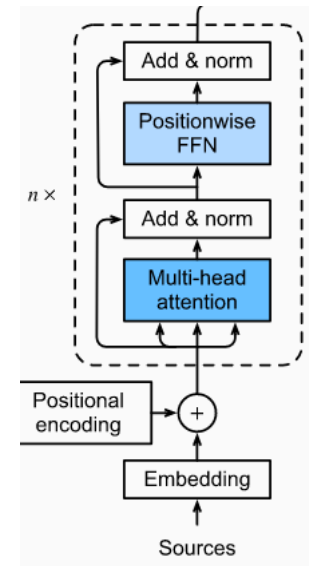 Add & norm
Positionwise
FFN
n ×
Add & norm
Multi-head
attention
Positional
encoding
+
Embedding
Sources